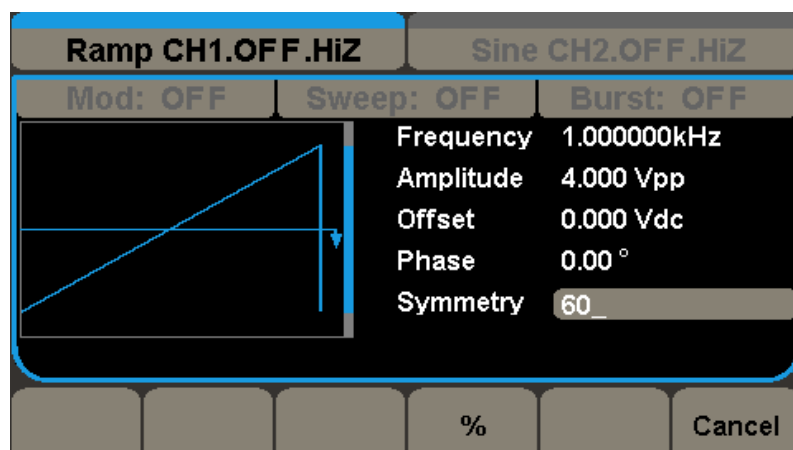 Ramp CH1.OFF.HiZ Sine CH2.OFF.HiZ
Mod: OFF Sweep: OFF Burst: OFF
Frequency 1.000000kHz
Amplitude 4.000 Vpp
Offset 0.000 Vdc
Phase 0.00 °
Symmetry 60_
% Cancel